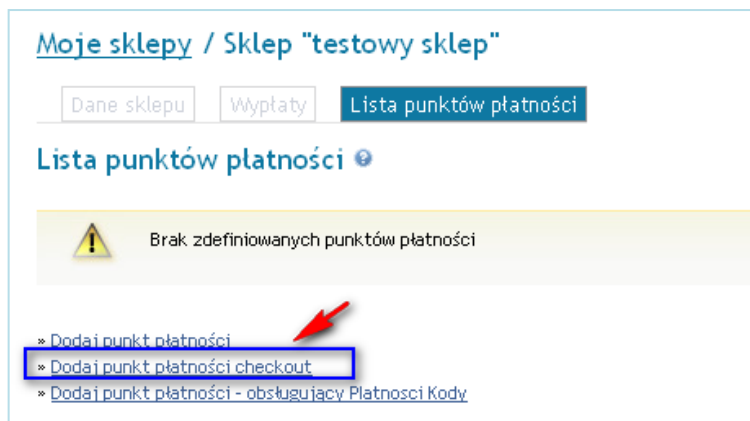 Moje sklepy / Sklep "testowy sklep"
Dane sklepu Wypłaty Lista punktów płatności
Lista punktów płatności ?
Brak zdefiniowanych punktów płatności
» Dodaj punkt płatności
» Dodaj punkt płatności checkout
» Dodaj punkt płatności - obsługujący Platnosci Kody